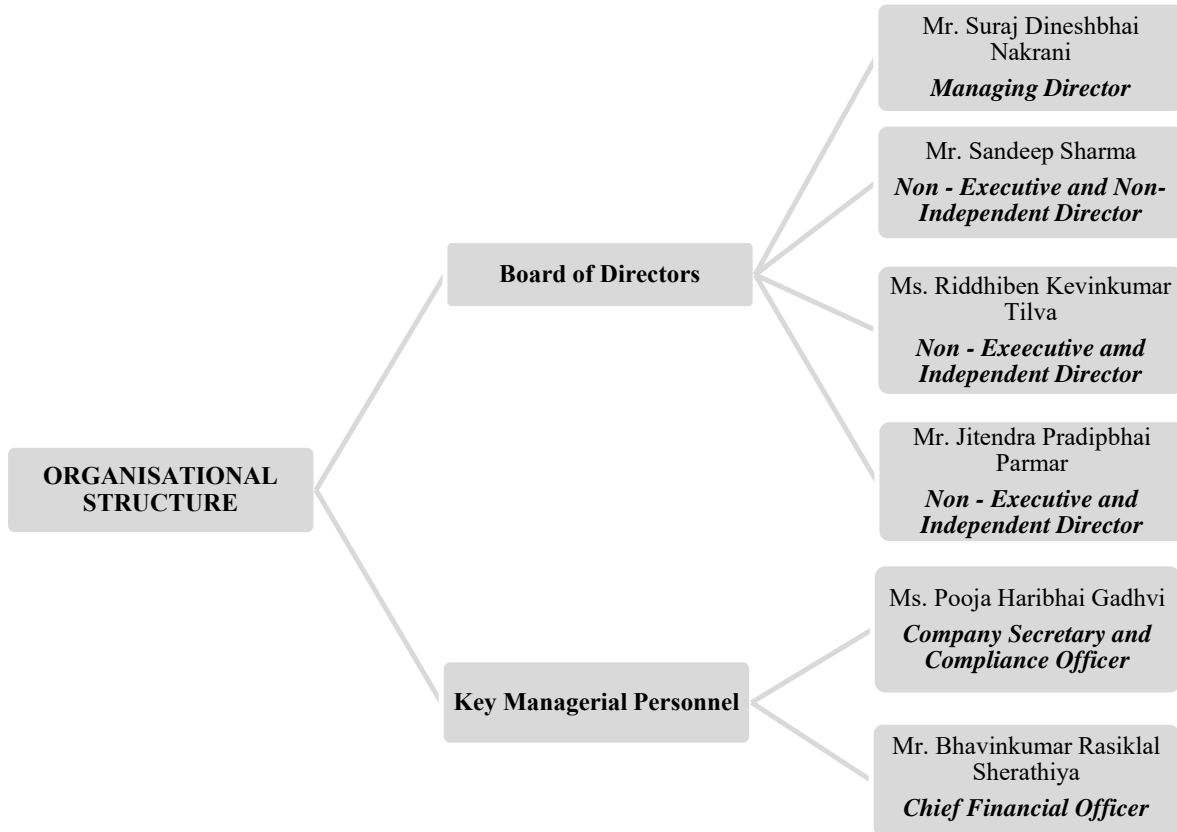 Mr. Suraj Dineshbhai
Nakrani
Managing Director
Mr. Sandeep Sharma
Non - Executive and Non-
Independent Director
Board of Directors
Ms. Riddhiben Kevinkumar
Tilva
Non - Exeecutive amd
Independent Director
Mr. Jitendra Pradipbhai
Parmar
Non - Executive and
Independent Director
ORGANISATIONAL
STRUCTURE
Ms. Pooja Haribhai Gadhvi
Company Secretary and
Compliance Officer
Key Managerial Personnel
Mr. Bhavinkumar Rasiklal
Sherathiya
Chief Financial Officer